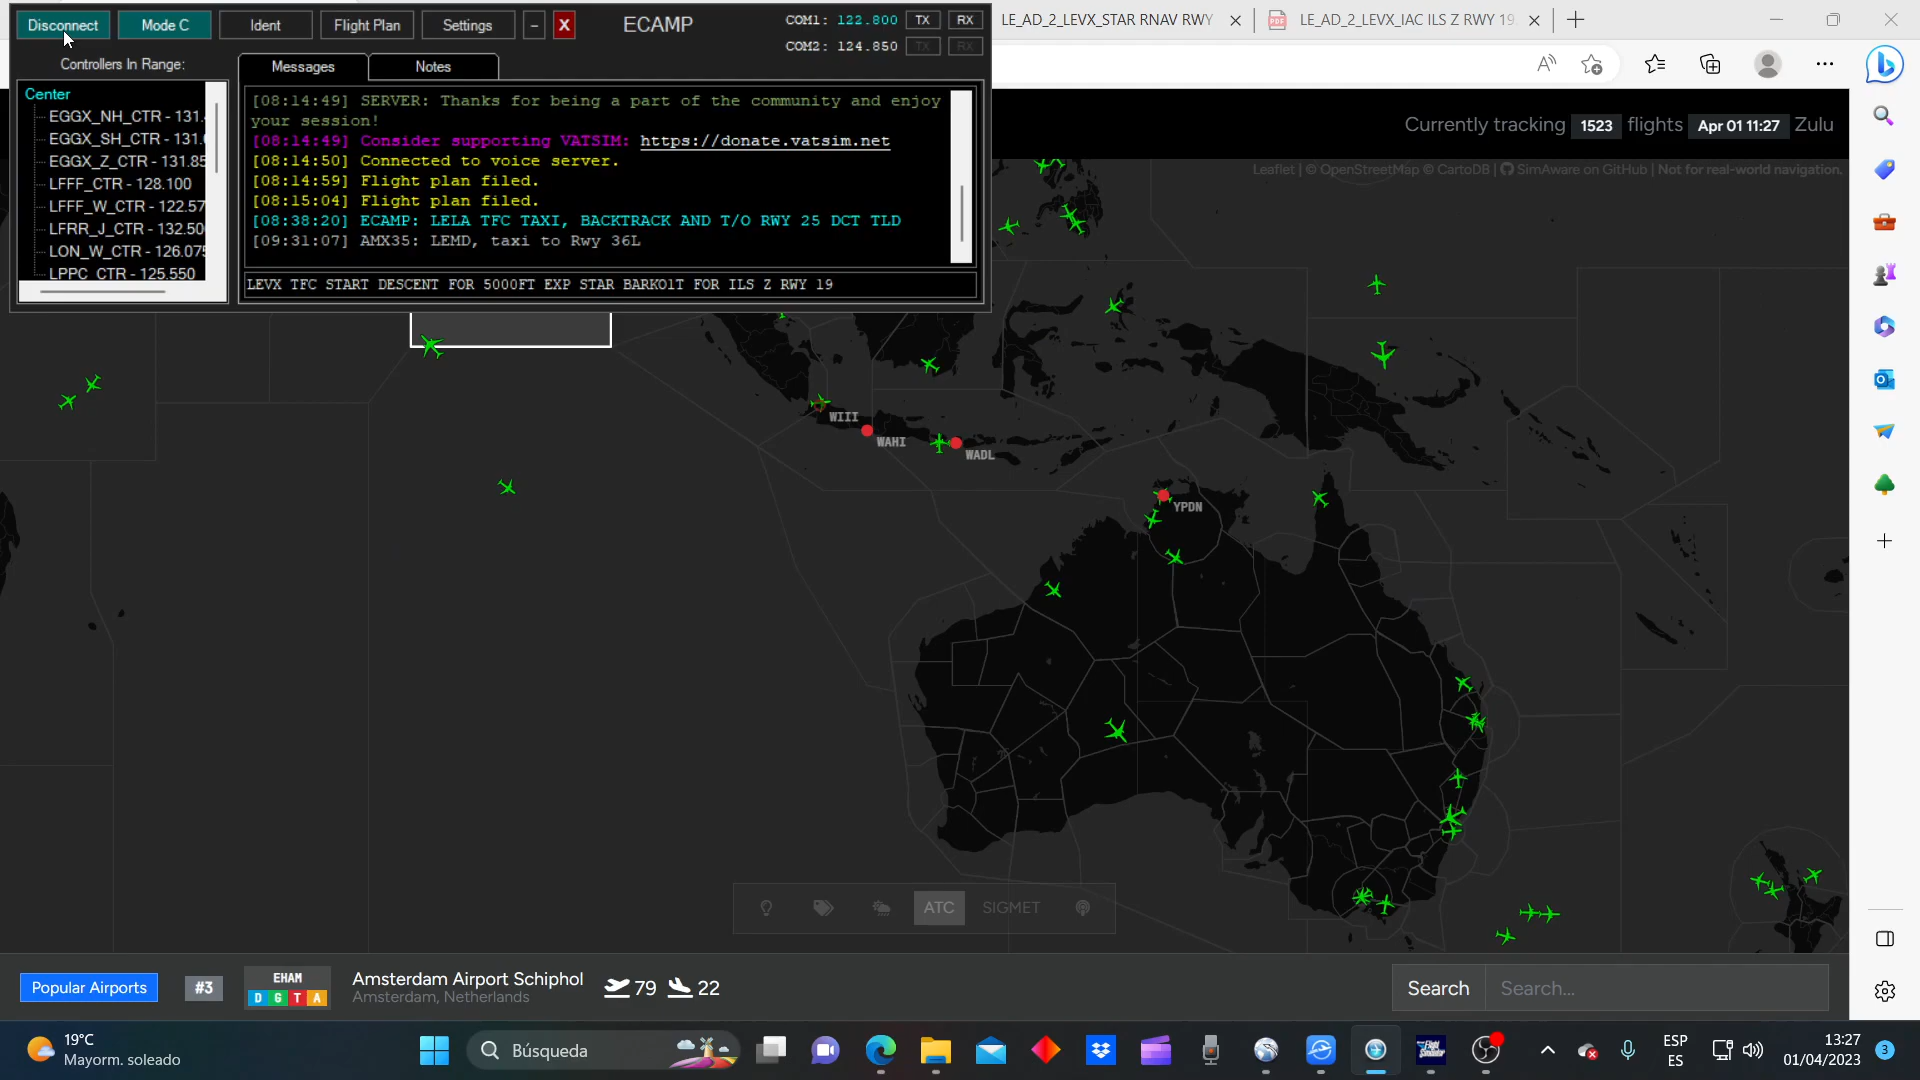 Disconnect
Mode C
Ident
Flight Plan
Settings
–
X
ECAMP
COM1: 122.800 TX RX
COM2: 124.850 TX RX
Controllers In Range:
Center
EGGX_NH_CTR - 131.
EGGX_SH_CTR - 131.
EGGX_Z_CTR - 131.85
LFFF_CTR - 128.100
LFFF_W_CTR - 122.57
LFRR_J_CTR - 132.50
LON_W_CTR - 126.075
LPPC_CTR - 125.550
Messages
Notes
[08:14:49] SERVER: Thanks for being a part of the community and enjoy
your session!
[08:14:49] Consider supporting VATSIM: https://donate.vatsim.net
[08:14:50] Connected to voice server.
[08:14:59] Flight plan filed.
[08:15:04] Flight plan filed.
[08:38:20] ECAMP: LELA TFC TAXI, BACKTRACK AND T/O RWY 25 DCT TLD
[09:31:07] AMX35: LEMD, taxi to Rwy 36L
LEVX TFC START DESCENT FOR 5000FT EXP STAR BARKO1T FOR ILS Z RWY 19
LE_AD_2_LEVX_STAR RNAV RWY
LE_AD_2_LEVX_IAC ILS Z RWY 19.
Currently tracking 1523 flights Apr 01 11:27 Zulu
Leaflet | © OpenStreetMap © CartoDB | SimAware on GitHub | Not for real-world navigation.
WIII
WAHI
WADL
YPDN
ATC
SIGMET
Popular Airports
#3
EHAM
D G T A
Amsterdam Airport Schiphol
Amsterdam, Netherlands
79
22
Search
Search...
19°C
Mayorm. soleado
Búsqueda
ESP
ES
13:27
01/04/2023
3